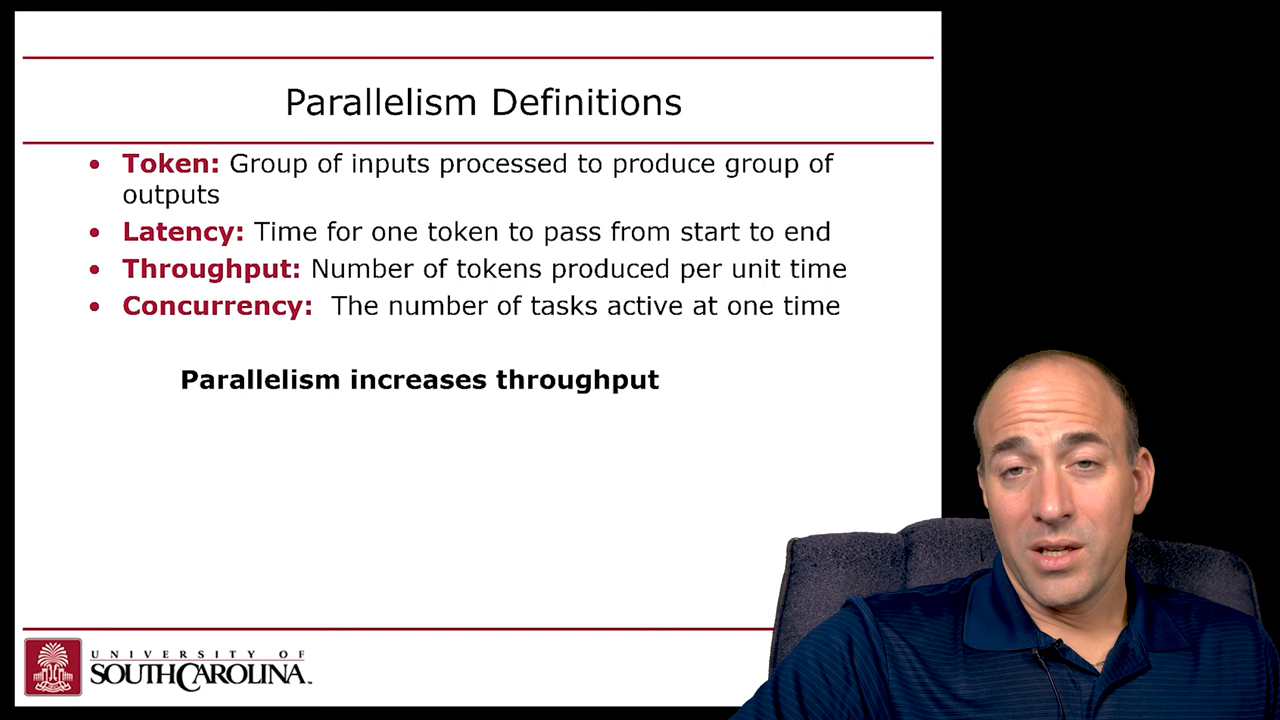 Parallelism Definitions
• Token: Group of inputs processed to produce group of
outputs
• Latency: Time for one token to pass from start to end
• Throughput: Number of tokens produced per unit time
• Concurrency: The number of tasks active at one time
Parallelism increases throughput
UNIVERSITY OF
SOUTH CAROLINA